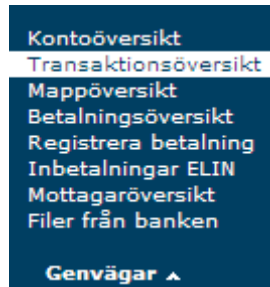 Kontoöversikt
Transaktionsöversikt
Mappöversikt
Betalningsöversikt
Registrera betalning
Inbetalningar ELIN
Mottagaröversikt
Filer från banken
Genvägar